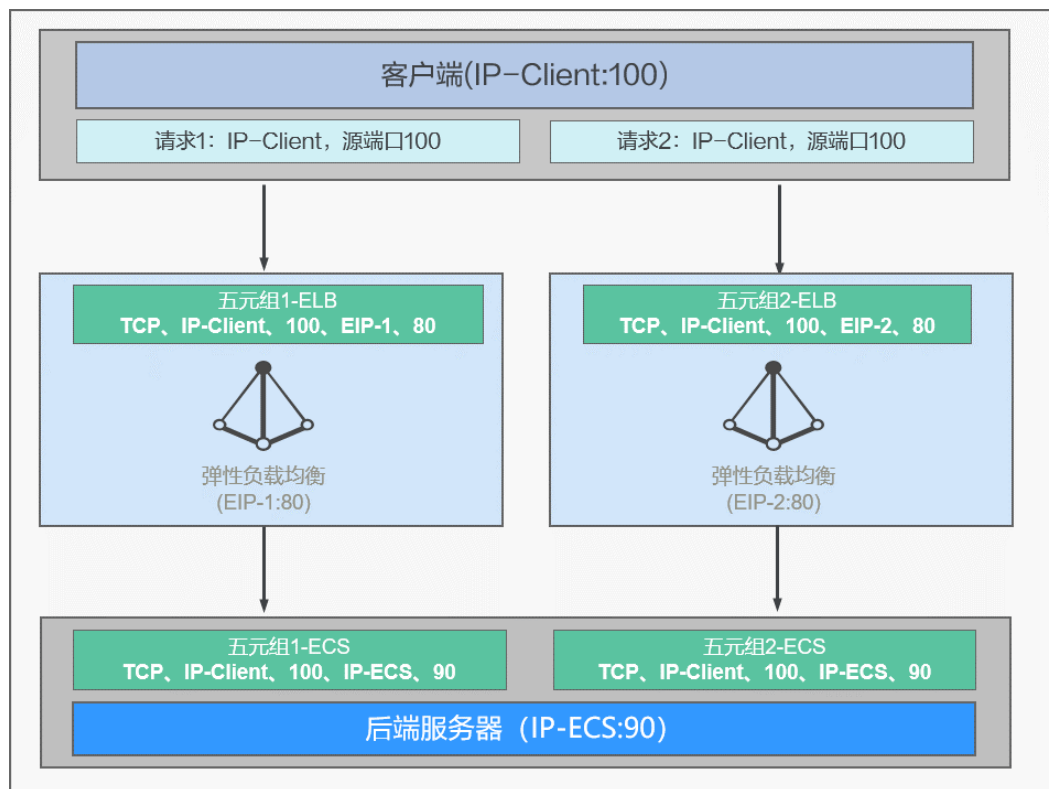 客户端(IP-Client:100)
请求1：IP-Client，源端口100
请求2：IP-Client，源端口100
五元组1-ELB
TCP、IP-Client、100、EIP-1、80
五元组2-ELB
TCP、IP-Client、100、EIP-2、80
弹性负载均衡
(EIP-1:80)
弹性负载均衡
(EIP-2:80)
五元组1-ECS
TCP、IP-Client、100、IP-ECS、90
五元组2-ECS
TCP、IP-Client、100、IP-ECS、90
后端服务器（IP-ECS:90）